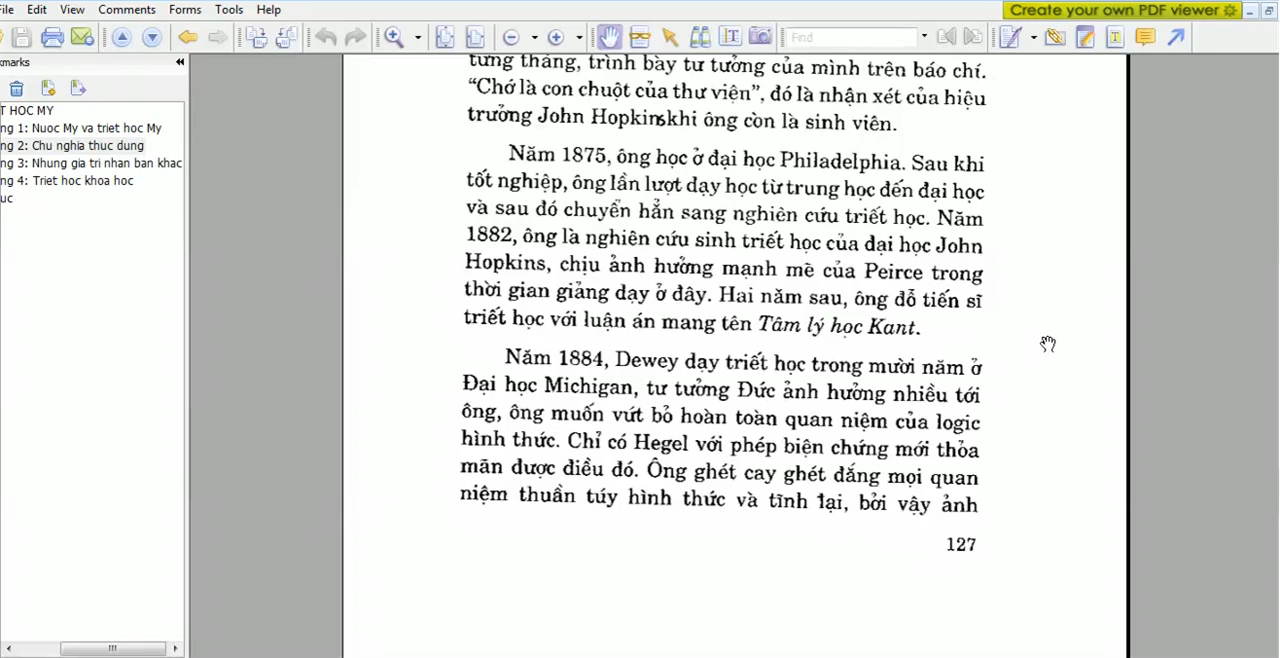 File Edit View Comments Forms Tools Help
Create your own PDF viewer
Find
marks
T HOC MY
ng 1: Nuoc My va triet hoc My
ng 2: Chu nghia thuc dung
ng 3: Nhung gia tri nhan ban khac
ng 4: Triet hoc khoa hoc
uc
từng tháng, trình bày tư tưởng của mình trên báo chí.
“Chớ là con chuột của thư viện”, đó là nhận xét của hiệu
trưởng John Hopkins khi ông còn là sinh viên.
Năm 1875, ông học ở đại học Philadelphia. Sau khi
tốt nghiệp, ông lần lượt dạy học từ trung học đến đại học
và sau đó chuyển hẳn sang nghiên cứu triết học. Năm
1882, ông là nghiên cứu sinh triết học của đại học John
Hopkins, chịu ảnh hưởng mạnh mẽ của Peirce trong
thời gian giảng dạy ở đây. Hai năm sau, ông đỗ tiến sĩ
triết học với luận án mang tên Tâm lý học Kant.
Năm 1884, Dewey dạy triết học trong mười năm ở
Đại học Michigan, tư tưởng Đức ảnh hưởng nhiều tới
ông, ông muốn vứt bỏ hoàn toàn quan niệm của logic
hình thức. Chỉ có Hegel với phép biện chứng mới thỏa
mãn được điều đó. Ông ghét cay ghét đắng mọi quan
niệm thuần túy hình thức và tĩnh lại, bởi vậy ảnh
127